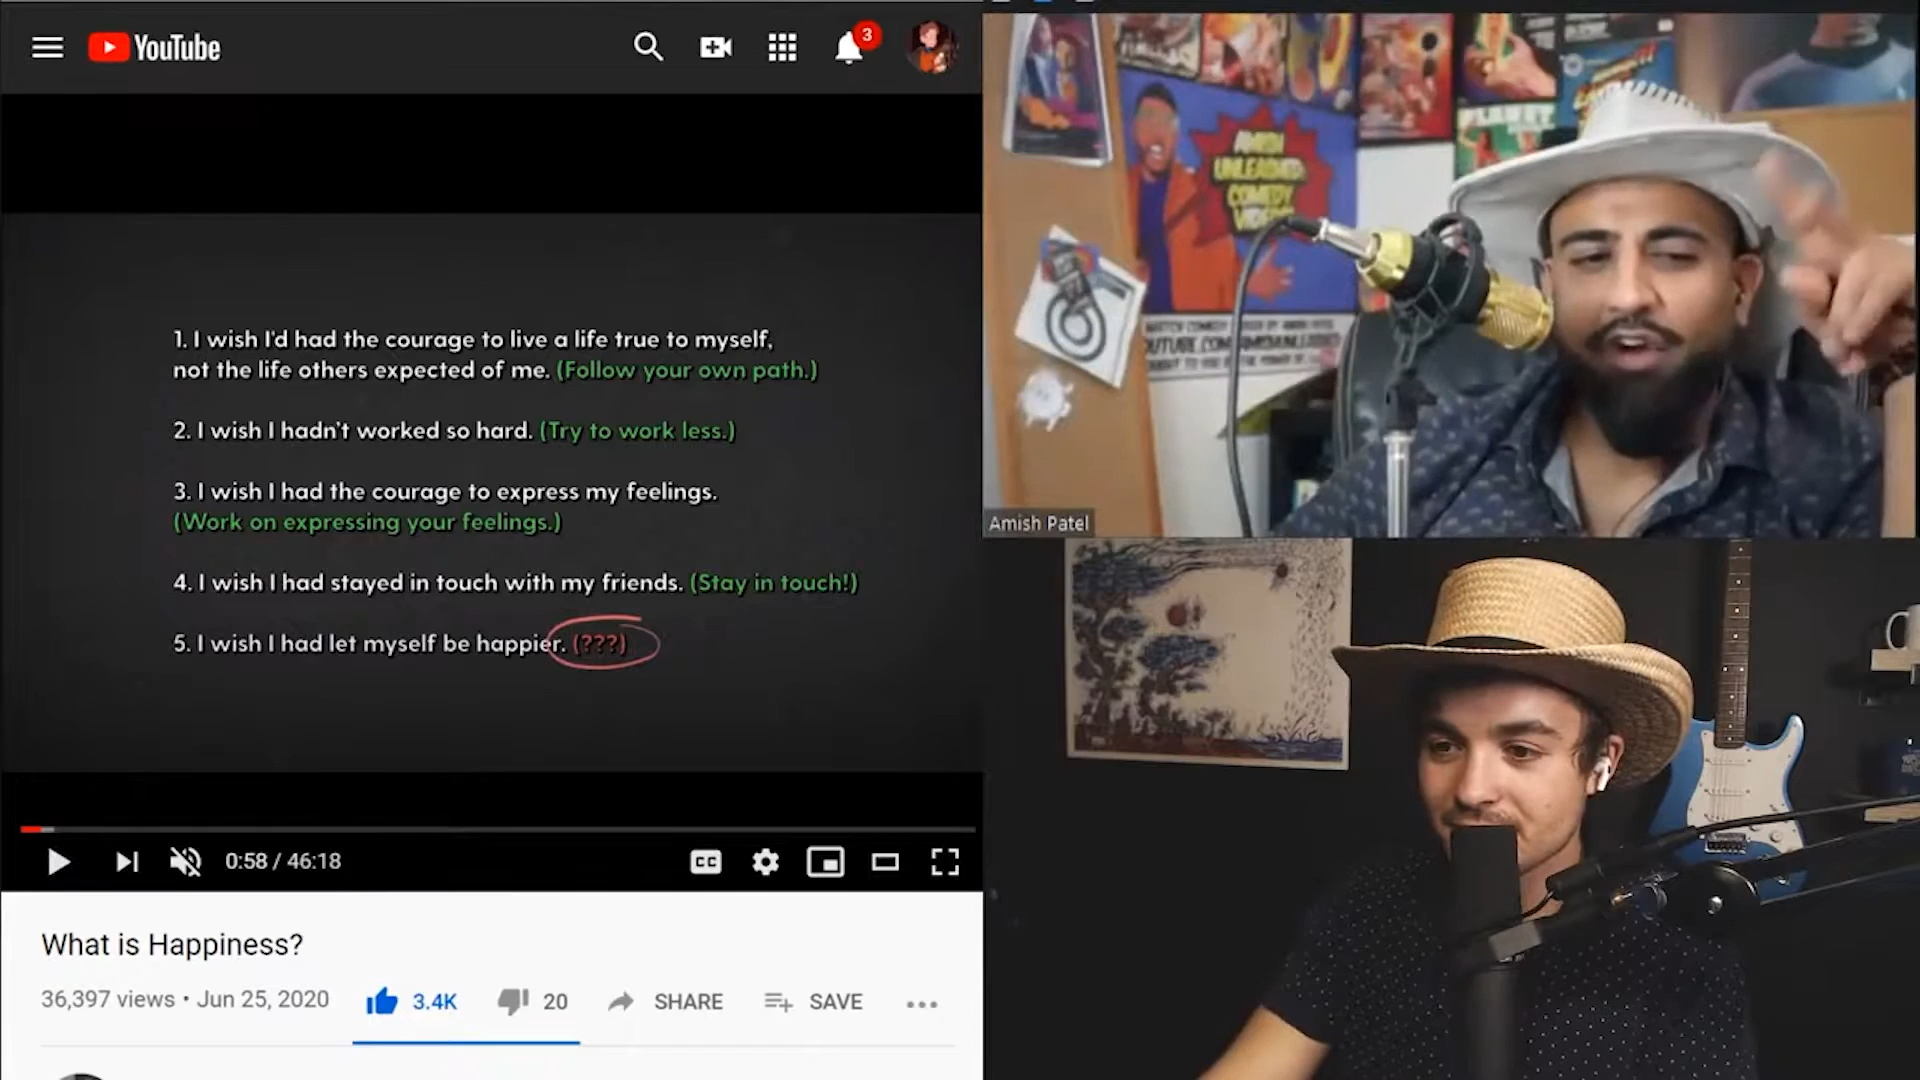 YouTube
3
1. I wish I'd had the courage to live a life true to myself,
not the life others expected of me. (Follow your own path.)
2. I wish I hadn't worked so hard. (Try to work less.)
3. I wish I had the courage to express my feelings.
(Work on expressing your feelings.)
4. I wish I had stayed in touch with my friends. (Stay in touch!)
5. I wish I had let myself be happier. (???)
0:58 / 46:18
CC
What is Happiness?
36,397 views • Jun 25, 2020
3.4K
20
SHARE
SAVE
PLANET
AMISH
UNLEASHED
COMEDY
VIDEOS
Amish Patel